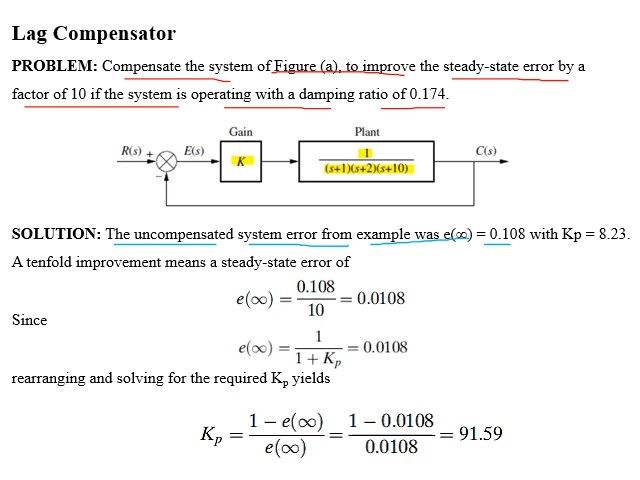 Lag Compensator
PROBLEM: Compensate the system of Figure (a), to improve the steady-state error by a
factor of 10 if the system is operating with a damping ratio of 0.174.
Gain
Plant
R(s) + E(s) K 1/((s+1)(s+2)(s+10)) C(s)
−
SOLUTION: The uncompensated system error from example was e(∞) = 0.108 with Kp = 8.23.
A tenfold improvement means a steady-state error of
e(∞) = 0.108/10 = 0.0108
Since
e(∞) = 1/(1 + Kₚ) = 0.0108
rearranging and solving for the required Kₚ yields
Kₚ = (1 − e(∞))/e(∞) = (1 − 0.0108)/0.0108 = 91.59